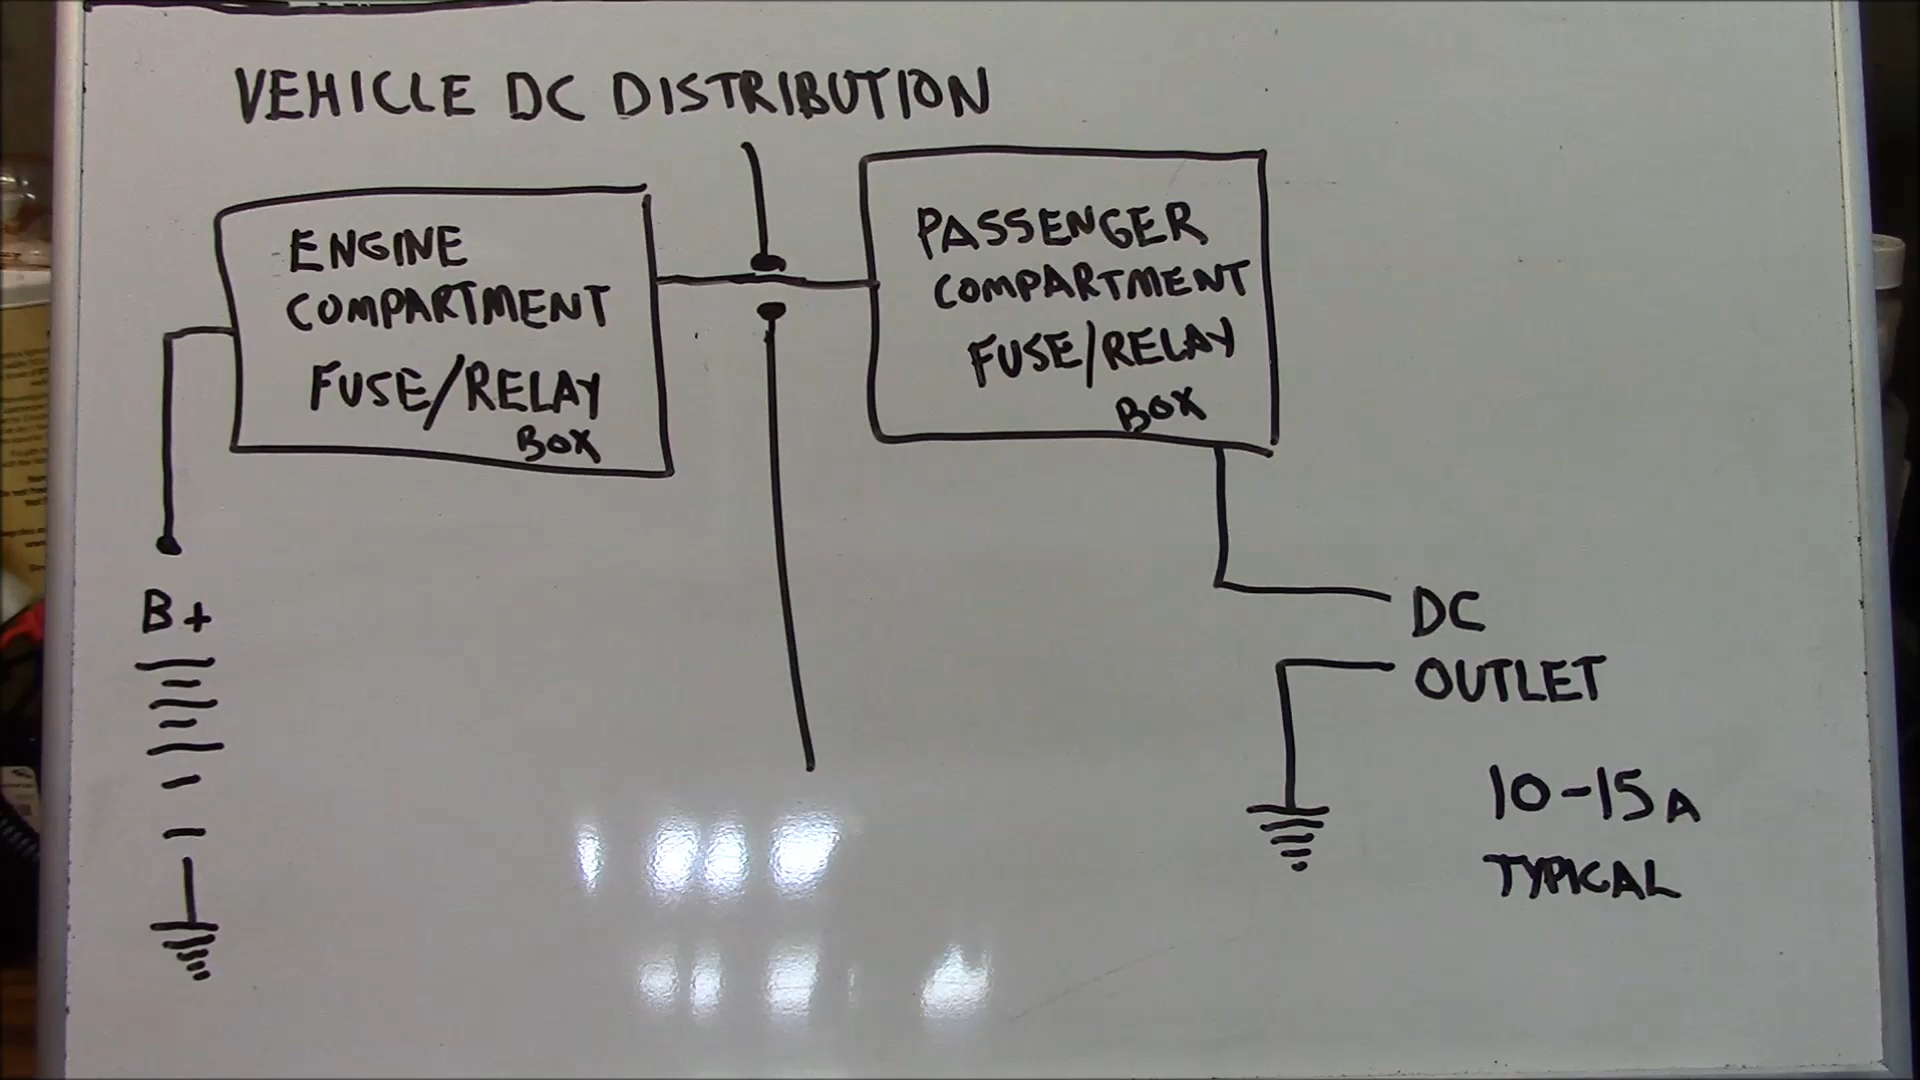 VEHICLE DC DISTRIBUTION
ENGINE
COMPARTMENT
FUSE/RELAY
BOX
PASSENGER
COMPARTMENT
FUSE/RELAY
BOX
B+
DC
OUTLET
10-15A
TYPICAL